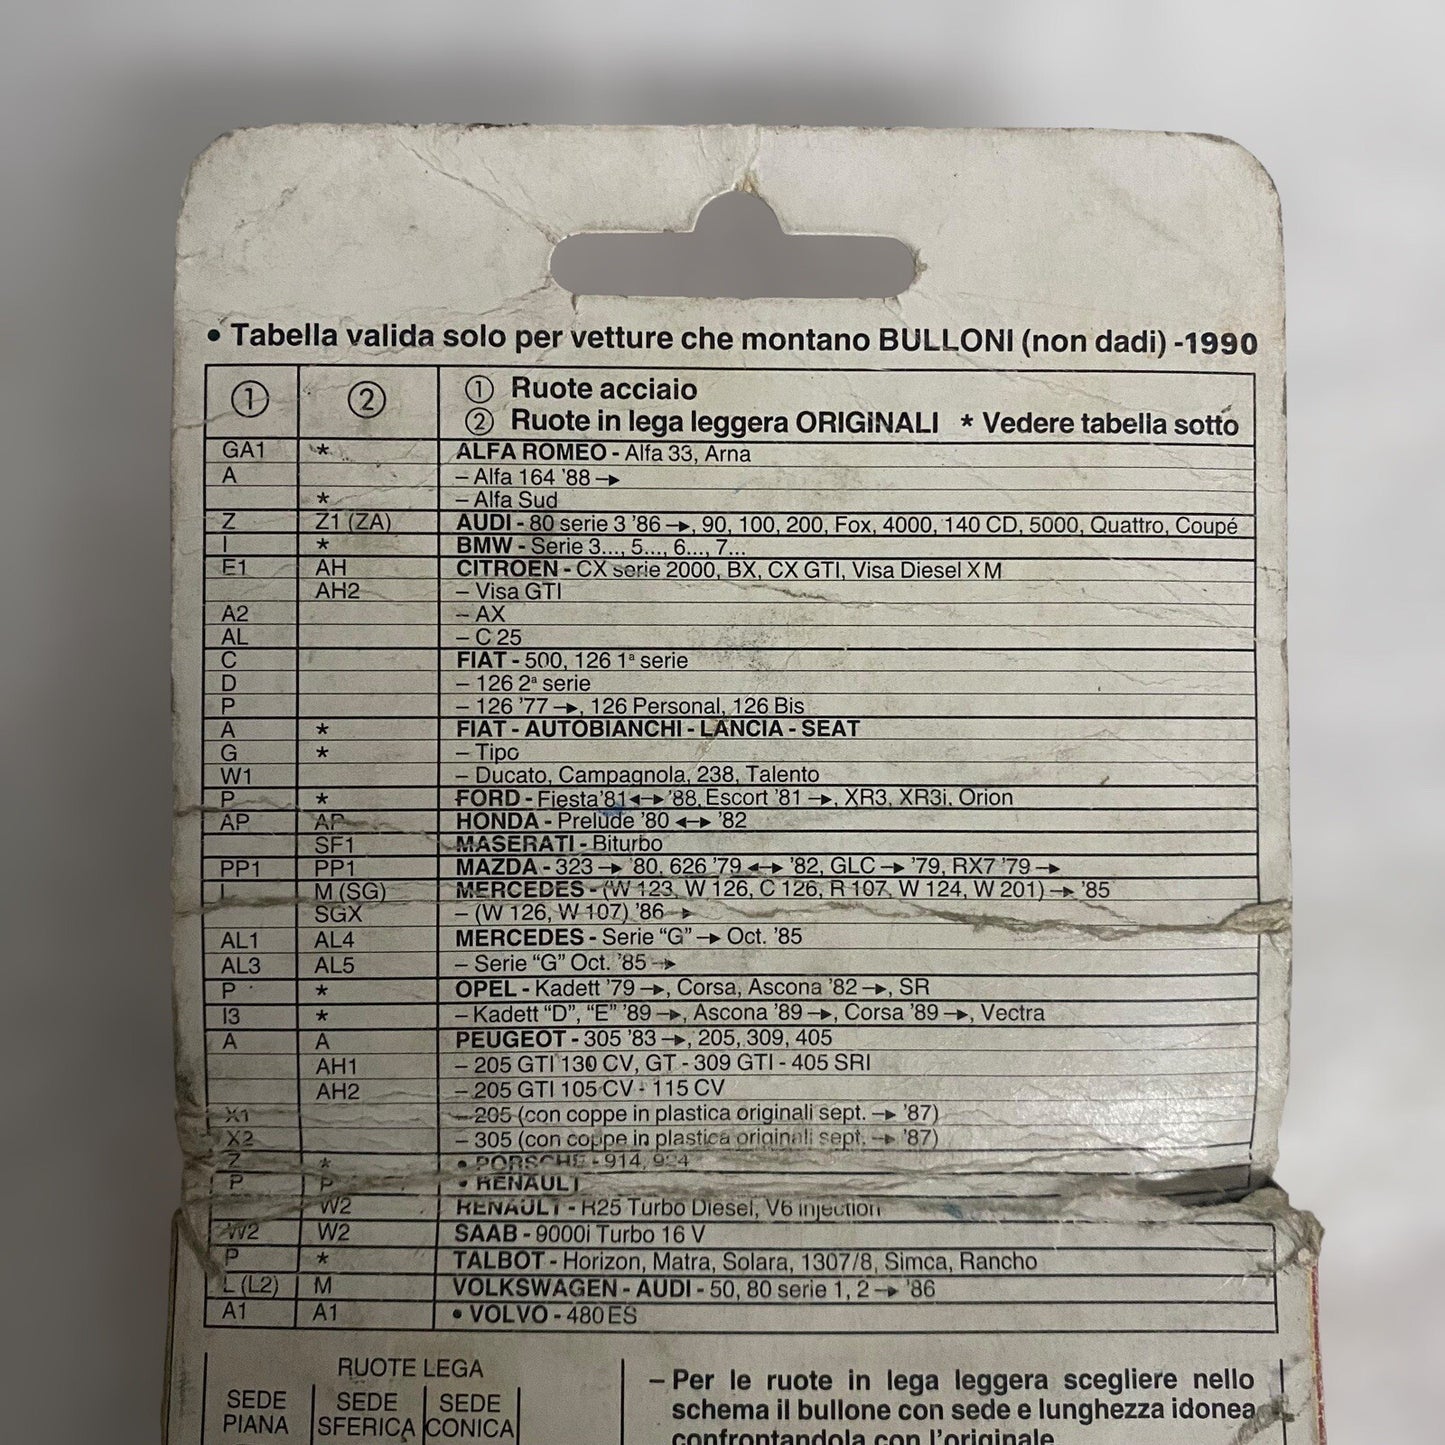 • Tabella valida solo per vetture che montano BULLONI (non dadi) -1990
① ② ① Ruote acciaio
② Ruote in lega leggera ORIGINALI * Vedere tabella sotto
GA1 * ALFA ROMEO - Alfa 33, Arna
A – Alfa 164 '88 →
* – Alfa Sud
Z Z1 (ZA) AUDI - 80 serie 3 '86 →, 90, 100, 200, Fox, 4000, 140 CD, 5000, Quattro, Coupé
I * BMW - Serie 3..., 5..., 6..., 7...
E1 AH CITROEN - CX serie 2000, BX, CX GTI, Visa Diesel XM
AH2 – Visa GTI
A2 – AX
AL – C 25
C FIAT - 500, 126 1ª serie
D – 126 2ª serie
P – 126 '77 →, 126 Personal, 126 Bis
A * FIAT - AUTOBIANCHI - LANCIA - SEAT
G * – Tipo
W1 – Ducato, Campagnola, 238, Talento
P * FORD - Fiesta '81 ↔ '88, Escort '81 →, XR3, XR3i, Orion
AP AP HONDA - Prelude '80 ↔ '82
SF1 MASERATI - Biturbo
PP1 PP1 MAZDA - 323 → '80, 626 '79 ↔ '82, GLC → '79, RX7 '79 →
L M (SG) MERCEDES - (W 123, W 126, C 126, R 107, W 124, W 201) → '85
SGX – (W 126, W 107) '86 →
AL1 AL4 MERCEDES - Serie “G” → Oct. '85
AL3 AL5 – Serie “G” Oct. '85 →
P * OPEL - Kadett '79 →, Corsa, Ascona '82 →, SR
I3 * – Kadett “D”, “E” '89 →, Ascona '89 →, Corsa '89 →, Vectra
A A PEUGEOT - 305 '83 →, 205, 309, 405
AH1 – 205 GTI 130 CV, GT - 309 GTI - 405 SRI
AH2 – 205 GTI 105 CV - 115 CV
X1 – 205 (con coppe in plastica originali sept. → '87)
X2 – 305 (con coppe in plastica originali sept. → '87)
Z * • PORSCHE - 914, 924
P P • RENAULT
W2 RENAULT - R25 Turbo Diesel, V6 injection
W2 W2 SAAB - 9000i Turbo 16 V
P * TALBOT - Horizon, Matra, Solara, 1307/8, Simca, Rancho
L (L2) M VOLKSWAGEN - AUDI - 50, 80 serie 1, 2 → '86
A1 A1 • VOLVO - 480 ES
RUOTE LEGA
SEDE PIANA
SEDE SFERICA
SEDE CONICA
– Per le ruote in lega leggera scegliere nello
schema il bullone con sede e lunghezza idonea
confrontandola con l'originale